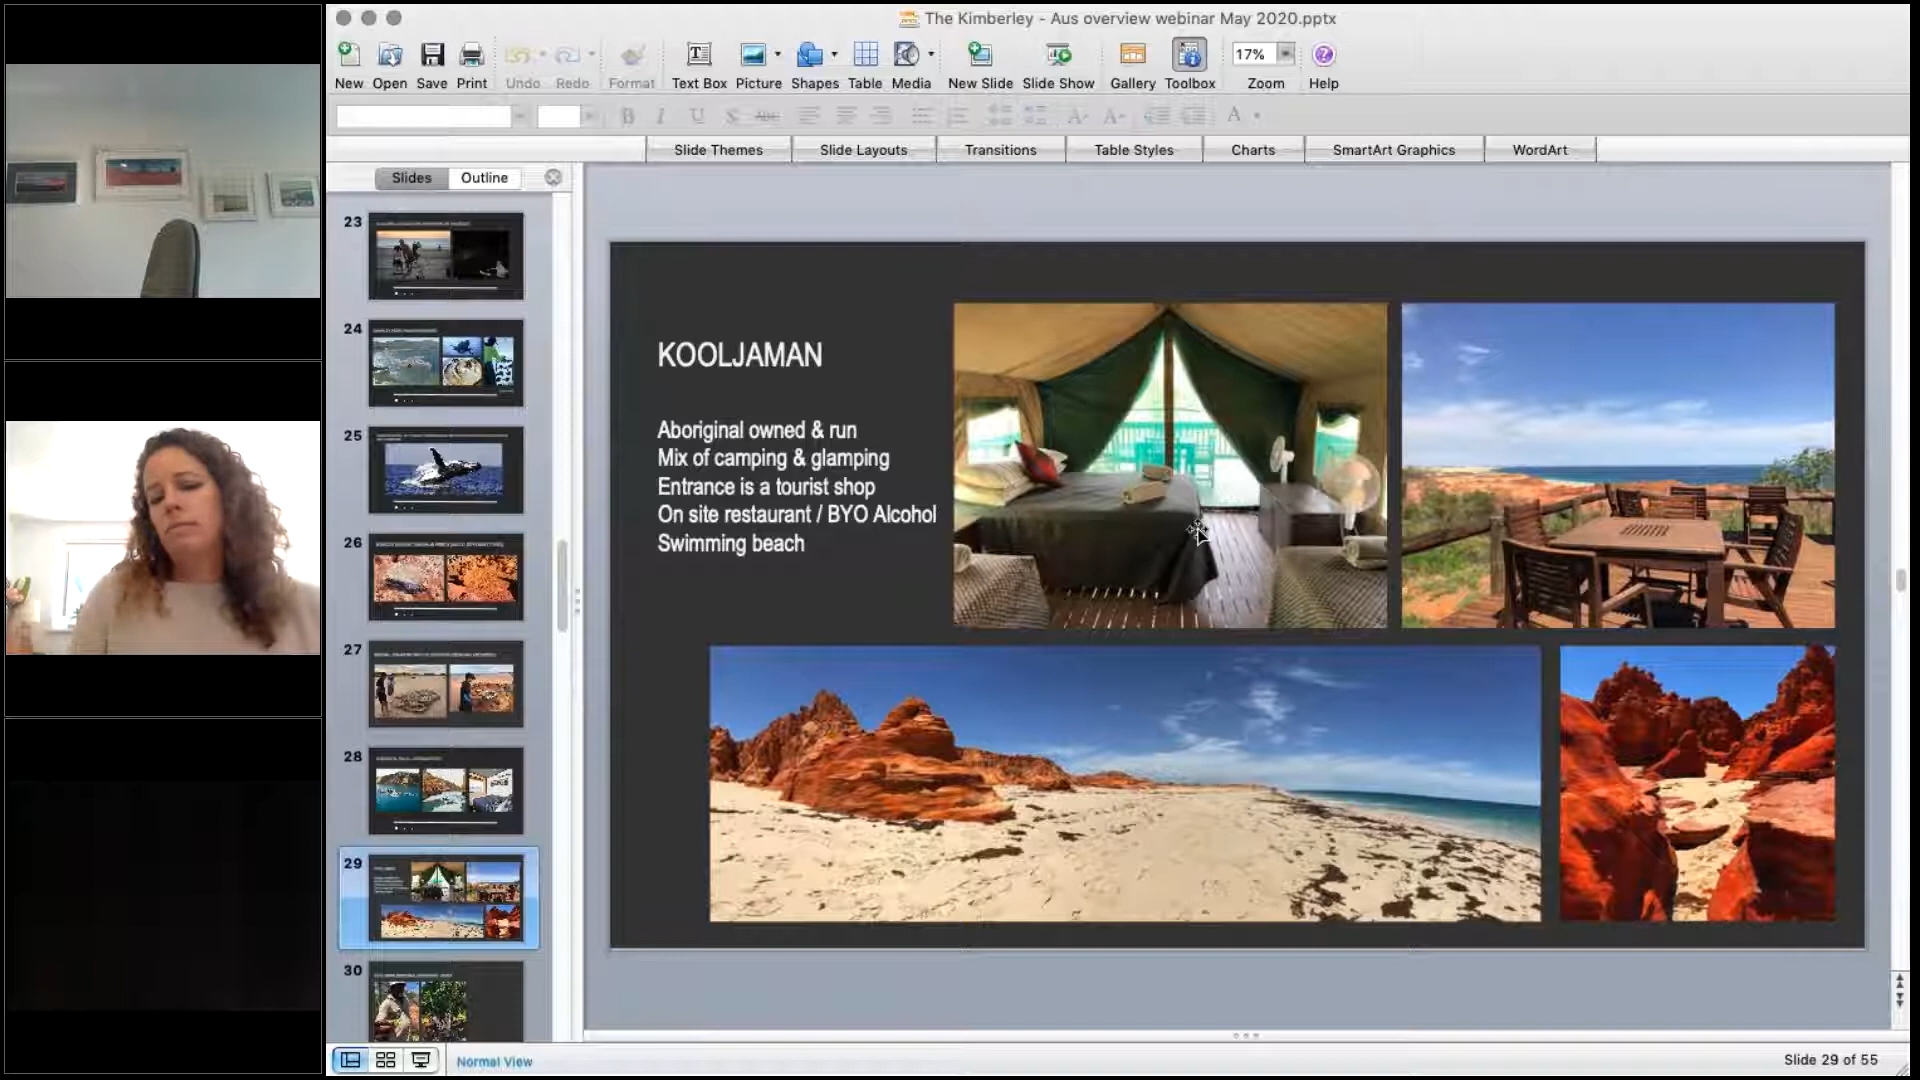 The Kimberley - Aus overview webinar May 2020.pptx
New Open Save Print Undo Redo Format Text Box Picture Shapes Table Media New Slide Slide Show Gallery Toolbox 17% Zoom Help
B I U S ABC A A A
Slide Themes Slide Layouts Transitions Table Styles Charts SmartArt Graphics WordArt
Slides Outline
23
24
25
26
27
28
29
30
KOOLJAMAN
Aboriginal owned & run
Mix of camping & glamping
Entrance is a tourist shop
On site restaurant / BYO Alcohol
Swimming beach
Normal View
Slide 29 of 55